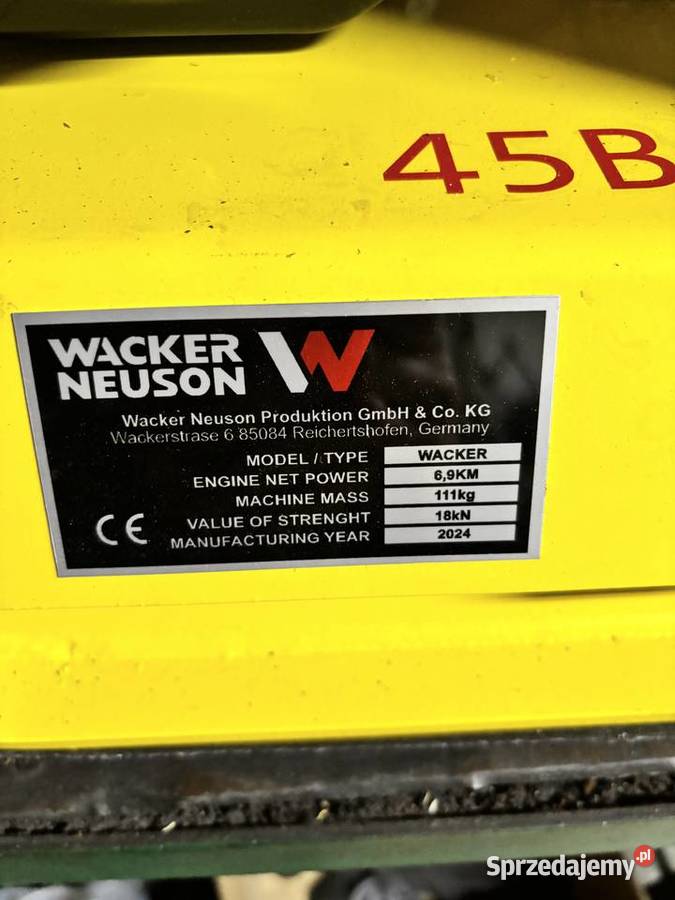 45B
WACKER
NEUSON
Wacker Neuson Produktion GmbH & Co. KG
Wackerstrase 6 85084 Reichertshofen, Germany
MODEL / TYPE WACKER
ENGINE NET POWER 6,9KM
MACHINE MASS 111kg
VALUE OF STRENGHT 18kN
MANUFACTURING YEAR 2024
CE
Sprzedajemy.pl